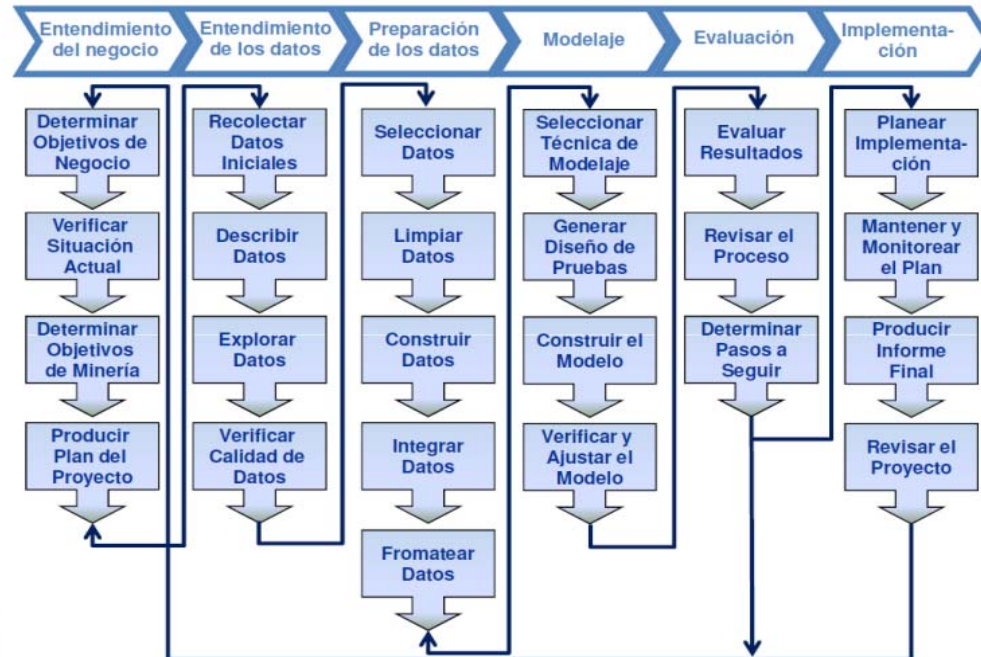 Entendimiento
del negocio
Entendimiento
de los datos
Preparación
de los datos
Modelaje
Evaluación
Implementa-
ción
Determinar
Objetivos de
Negocio
Verificar
Situación
Actual
Determinar
Objetivos
de Minería
Producir
Plan del
Proyecto
Recolectar
Datos
Iniciales
Describir
Datos
Explorar
Datos
Verificar
Calidad de
Datos
Seleccionar
Datos
Limpiar
Datos
Construir
Datos
Integrar
Datos
Fromatear
Datos
Seleccionar
Técnica de
Modelaje
Generar
Diseño de
Pruebas
Construir el
Modelo
Verificar y
Ajustar el
Modelo
Evaluar
Resultados
Revisar el
Proceso
Determinar
Pasos a
Seguir
Planear
Implementa-
ción
Mantener y
Monitorear
el Plan
Producir
Informe
Final
Revisar el
Proyecto